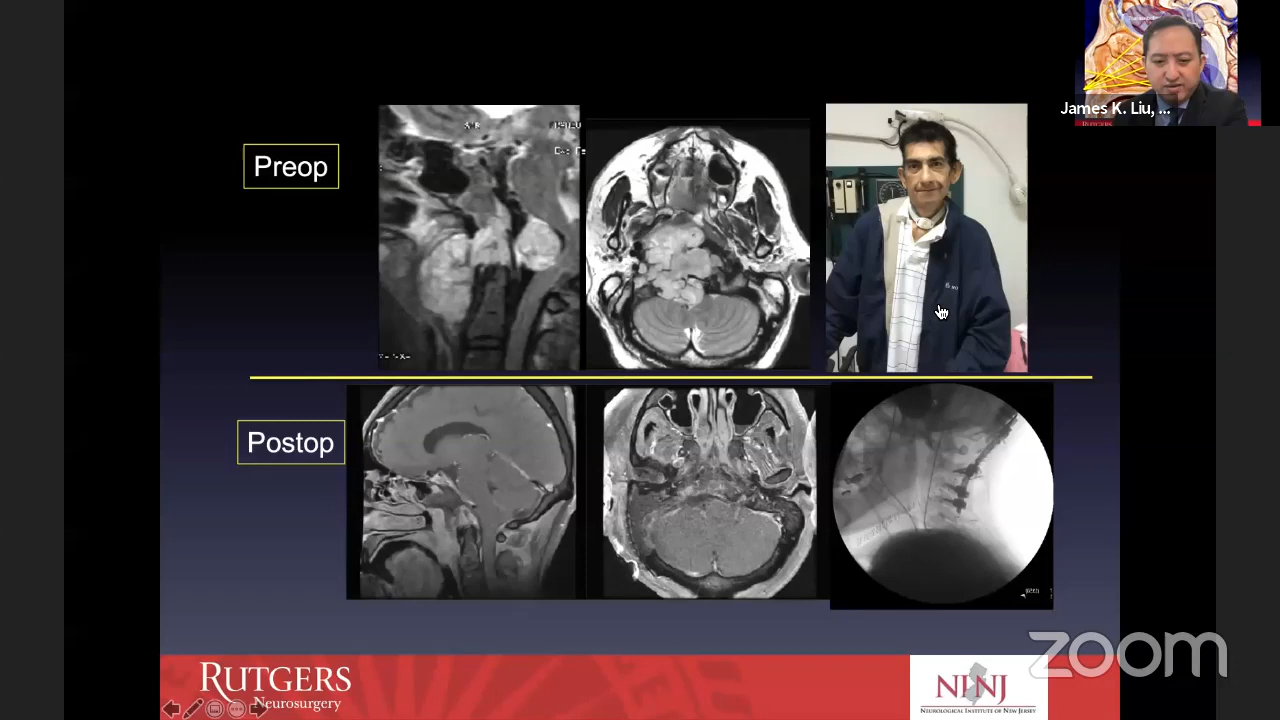 James K. Liu, ...
Preop
Postop
RUTGERS
Neurosurgery
NINJ
NEUROLOGICAL INSTITUTE OF NEW JERSEY
zoom